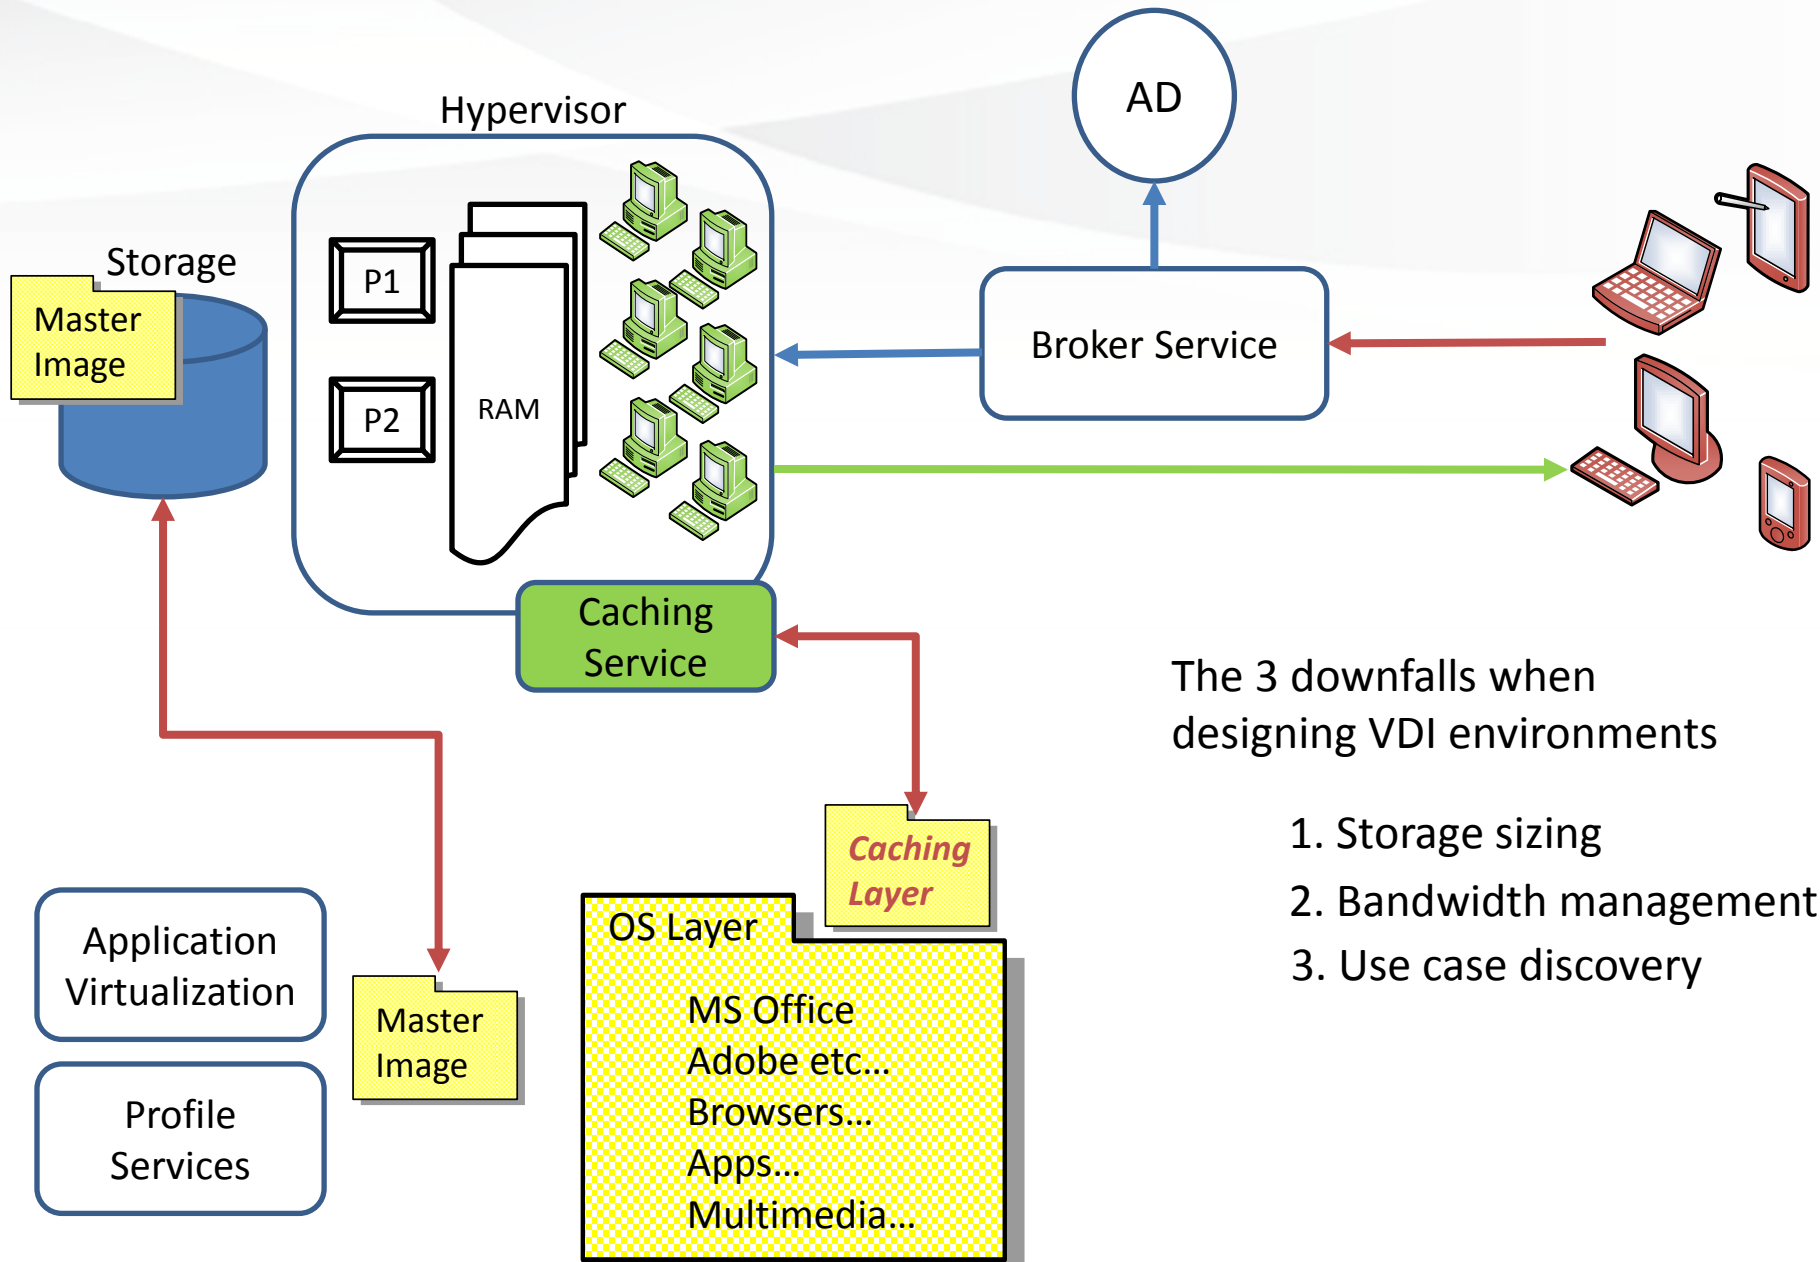 Hypervisor
AD
Storage
Master
Image
P1
P2
RAM
Broker Service
Caching
Service
The 3 downfalls when
designing VDI environments
1. Storage sizing
2. Bandwidth management
3. Use case discovery
Caching
Layer
OS Layer
MS Office
Adobe etc...
Browsers...
Apps...
Multimedia...
Application
Virtualization
Master
Image
Profile
Services